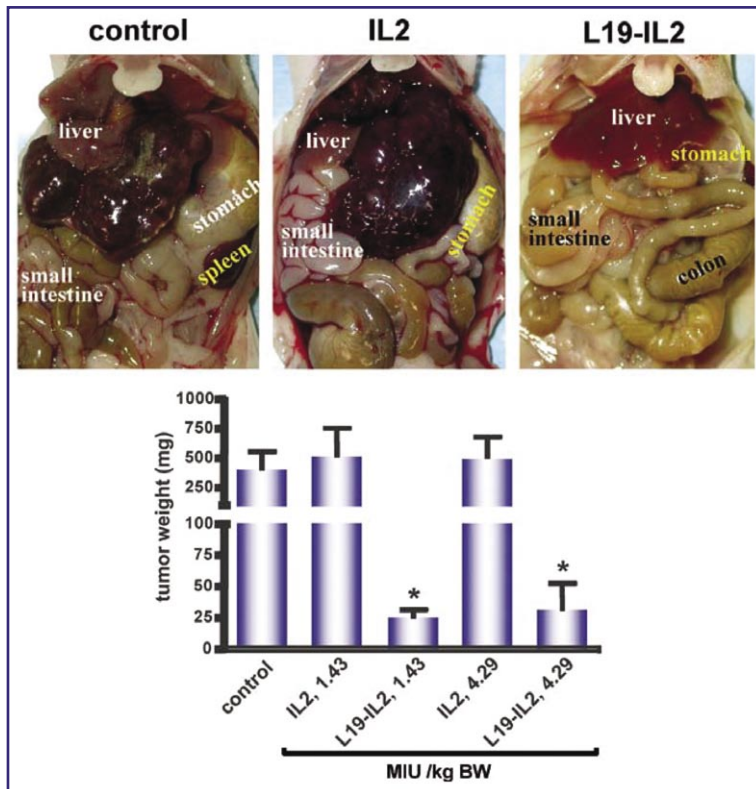 control
IL2
L19-IL2
liver
stomach
spleen
small
intestine
liver
stomach
small
intestine
liver
stomach
small
intestine
colon
tumor weight (mg)
1000
750
500
250
100
75
50
25
0
*
*
control
IL2, 1.43
L19-IL2, 1.43
IL2, 4.29
L19-IL2, 4.29
MIU /kg BW